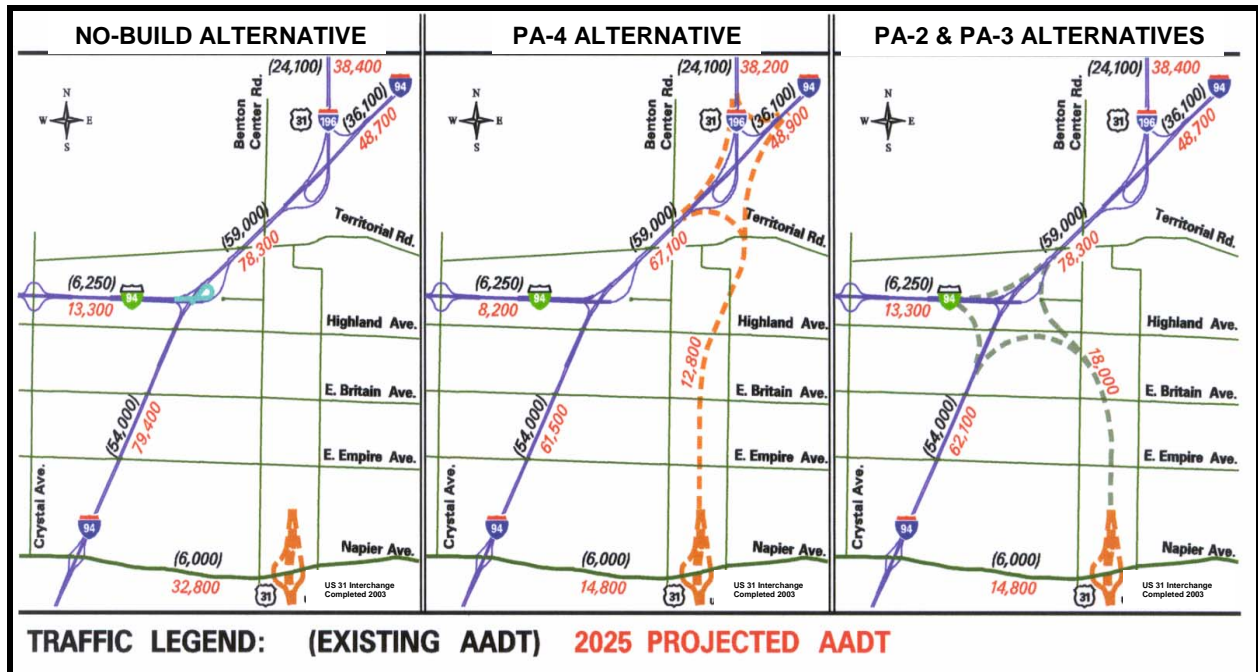 NO-BUILD ALTERNATIVE
(24,100) 38,400
94
N
W E
S
31
196
(36,100)
48,700
Benton
Center Rd.
(59,000)
78,300
Territorial Rd.
(6,250)
94
13,300
Highland Ave.
E. Britain Ave.
(54,000)
79,400
E. Empire Ave.
Crystal Ave.
94
(6,000)
Napier Ave.
32,800
31
US 31 Interchange
Completed 2003
PA-4 ALTERNATIVE
(24,100) 38,200
94
N
W E
S
31
196
(36,100)
48,900
Benton
Center Rd.
(59,000)
67,100
Territorial Rd.
(6,250)
94
8,200
Highland Ave.
12,800
E. Britain Ave.
(54,000)
61,500
E. Empire Ave.
Crystal Ave.
94
(6,000)
Napier Ave.
14,800
31
US 31 Interchange
Completed 2003
PA-2 & PA-3 ALTERNATIVES
(24,100) 38,400
94
N
W E
S
31
196
(36,100)
48,700
Benton
Center Rd.
(59,000)
78,300
Territorial Rd.
(6,250)
94
13,300
Highland Ave.
18,000
E. Britain Ave.
(54,000)
62,100
E. Empire Ave.
Crystal Ave.
94
(6,000)
Napier Ave.
14,800
31
US 31 Interchange
Completed 2003
TRAFFIC LEGEND: (EXISTING AADT) 2025 PROJECTED AADT